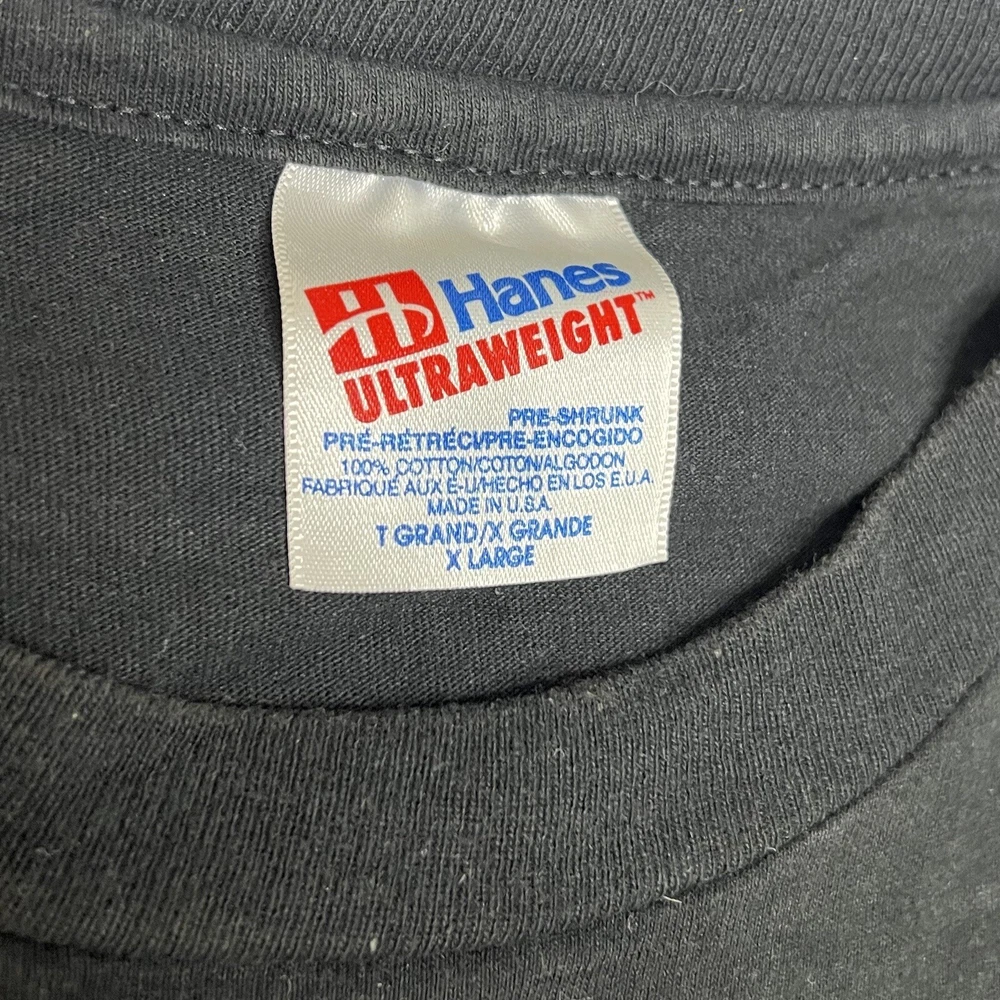 Hanes
ULTRAWEIGHT™
PRE-SHRUNK
PRÉ-RÉTRÉCI/PRE-ENCOGIDO
100% COTTON/COTON/ALGODON
FABRIQUÉ AUX É-U/HECHO EN LOS E.U.A.
MADE IN U.S.A.
T GRAND/X GRANDE
X LARGE